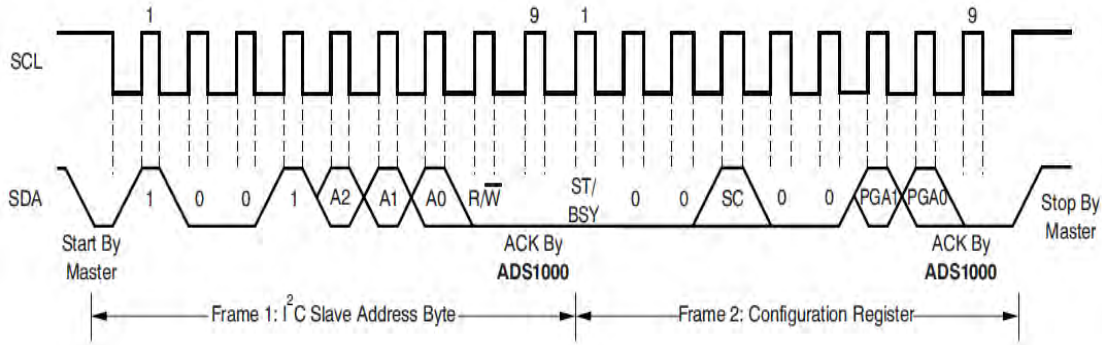 1 9 1 9
SCL
SDA 1 0 0 1 A2 A1 A0 R/W̅ ST/ BSY 0 0 SC 0 0 PGA1 PGA0
Start By Master
ACK By ADS1000
ACK By ADS1000
Stop By Master
Frame 1: I²C Slave Address Byte
Frame 2: Configuration Register